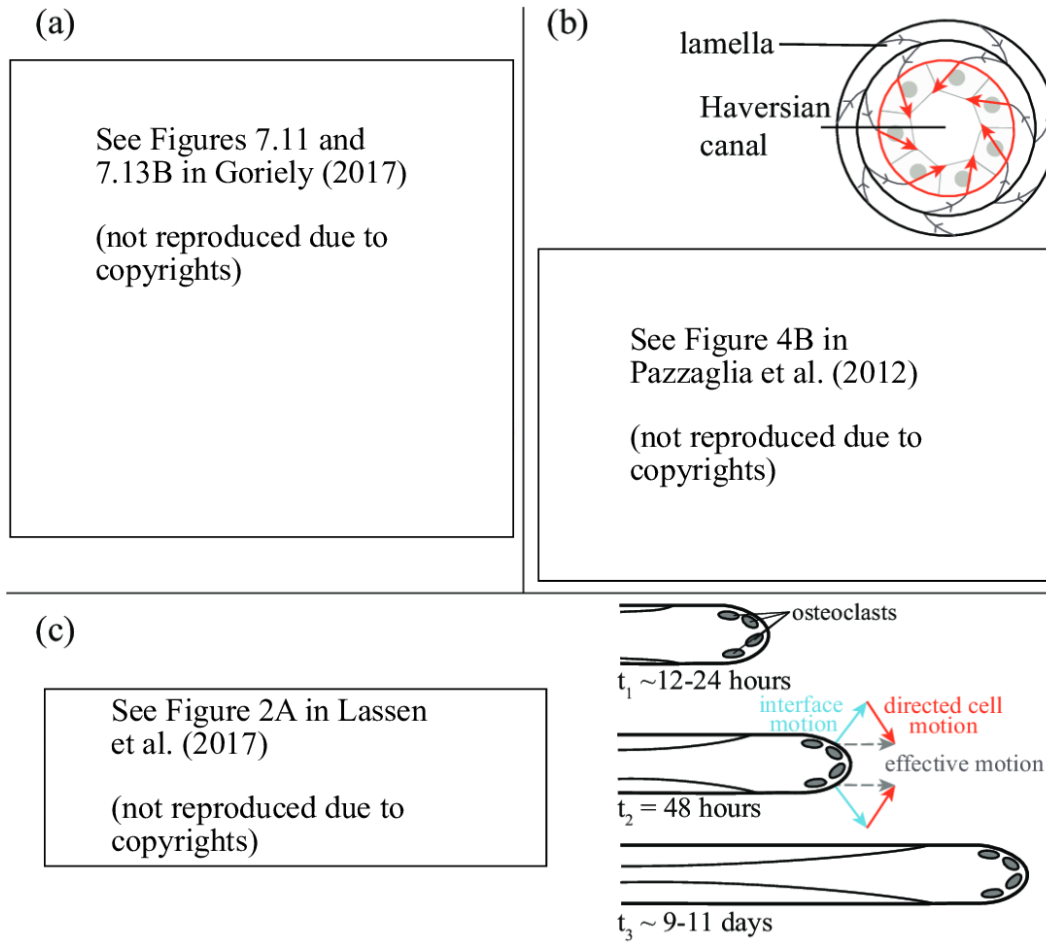 (a)
See Figures 7.11 and
7.13B in Goriely (2017)
(not reproduced due to
copyrights)
(b)
lamella
Haversian
canal
See Figure 4B in
Pazzaglia et al. (2012)
(not reproduced due to
copyrights)
(c)
See Figure 2A in Lassen
et al. (2017)
(not reproduced due to
copyrights)
osteoclasts
t₁ ~12-24 hours
interface
motion
directed cell
motion
effective motion
t₂ = 48 hours
t₃ ~ 9-11 days